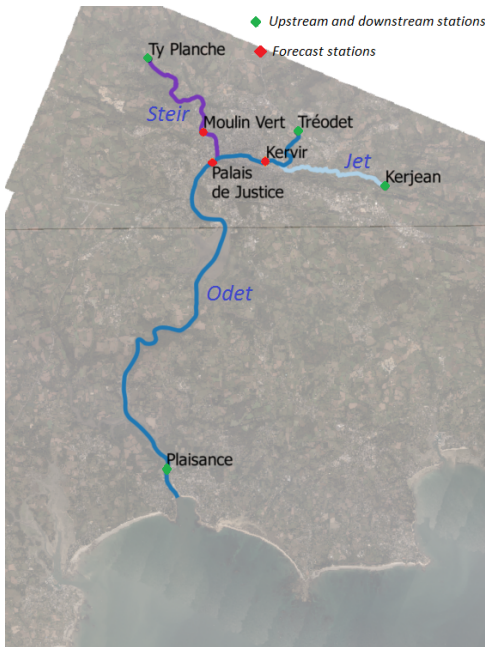 Upstream and downstream stations
Forecast stations
Ty Planche
Steir
Moulin Vert
Tréodet
Kervir
Jet
Palais
de Justice
Kerjean
Odet
Plaisance